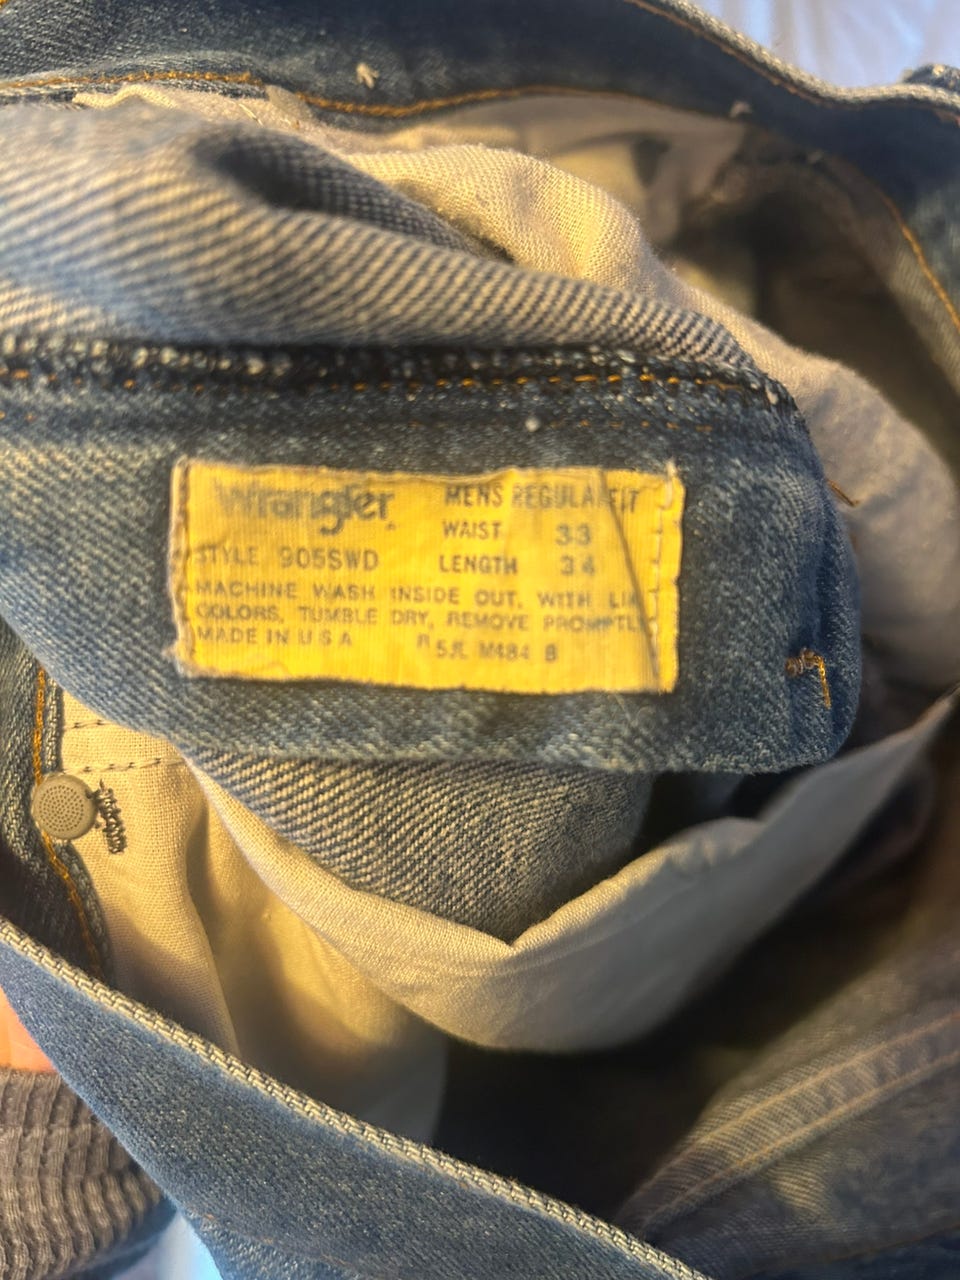 Wrangler
MENS REGULAR FIT
WAIST 33
STYLE 905SWD
LENGTH 34
MACHINE WASH INSIDE OUT, WITH
COLORS, TUMBLE DRY, REMOVE PROMPTLY
MADE IN U S A
R 5JL M484 B